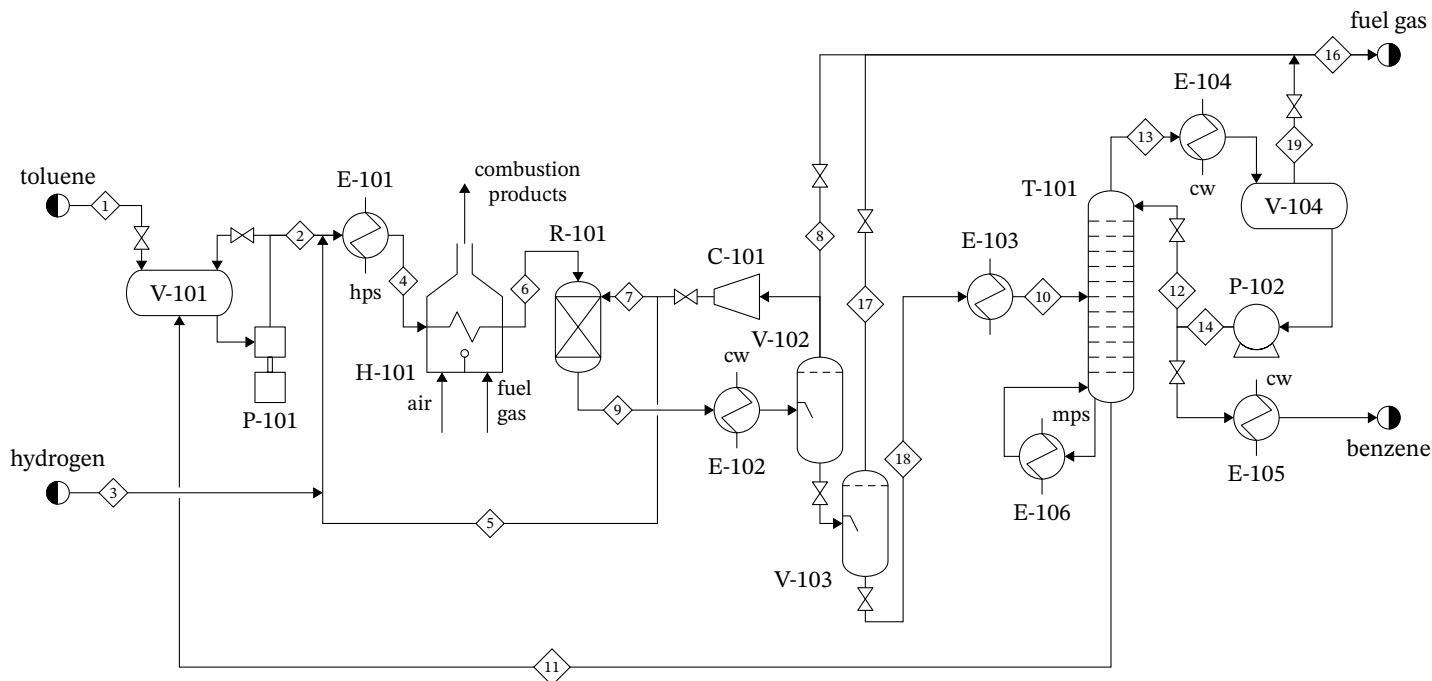 fuel gas
16
E-104
13
19
cw
combustion
products
E-101
toluene
1
T-101
V-104
2
8
E-103
R-101
C-101
V-101
hps
4
6
7
17
10
12
P-102
14
V-102
H-101
air
fuel
gas
cw
cw
P-101
9
mps
benzene
hydrogen
E-102
18
E-105
3
E-106
5
V-103
11